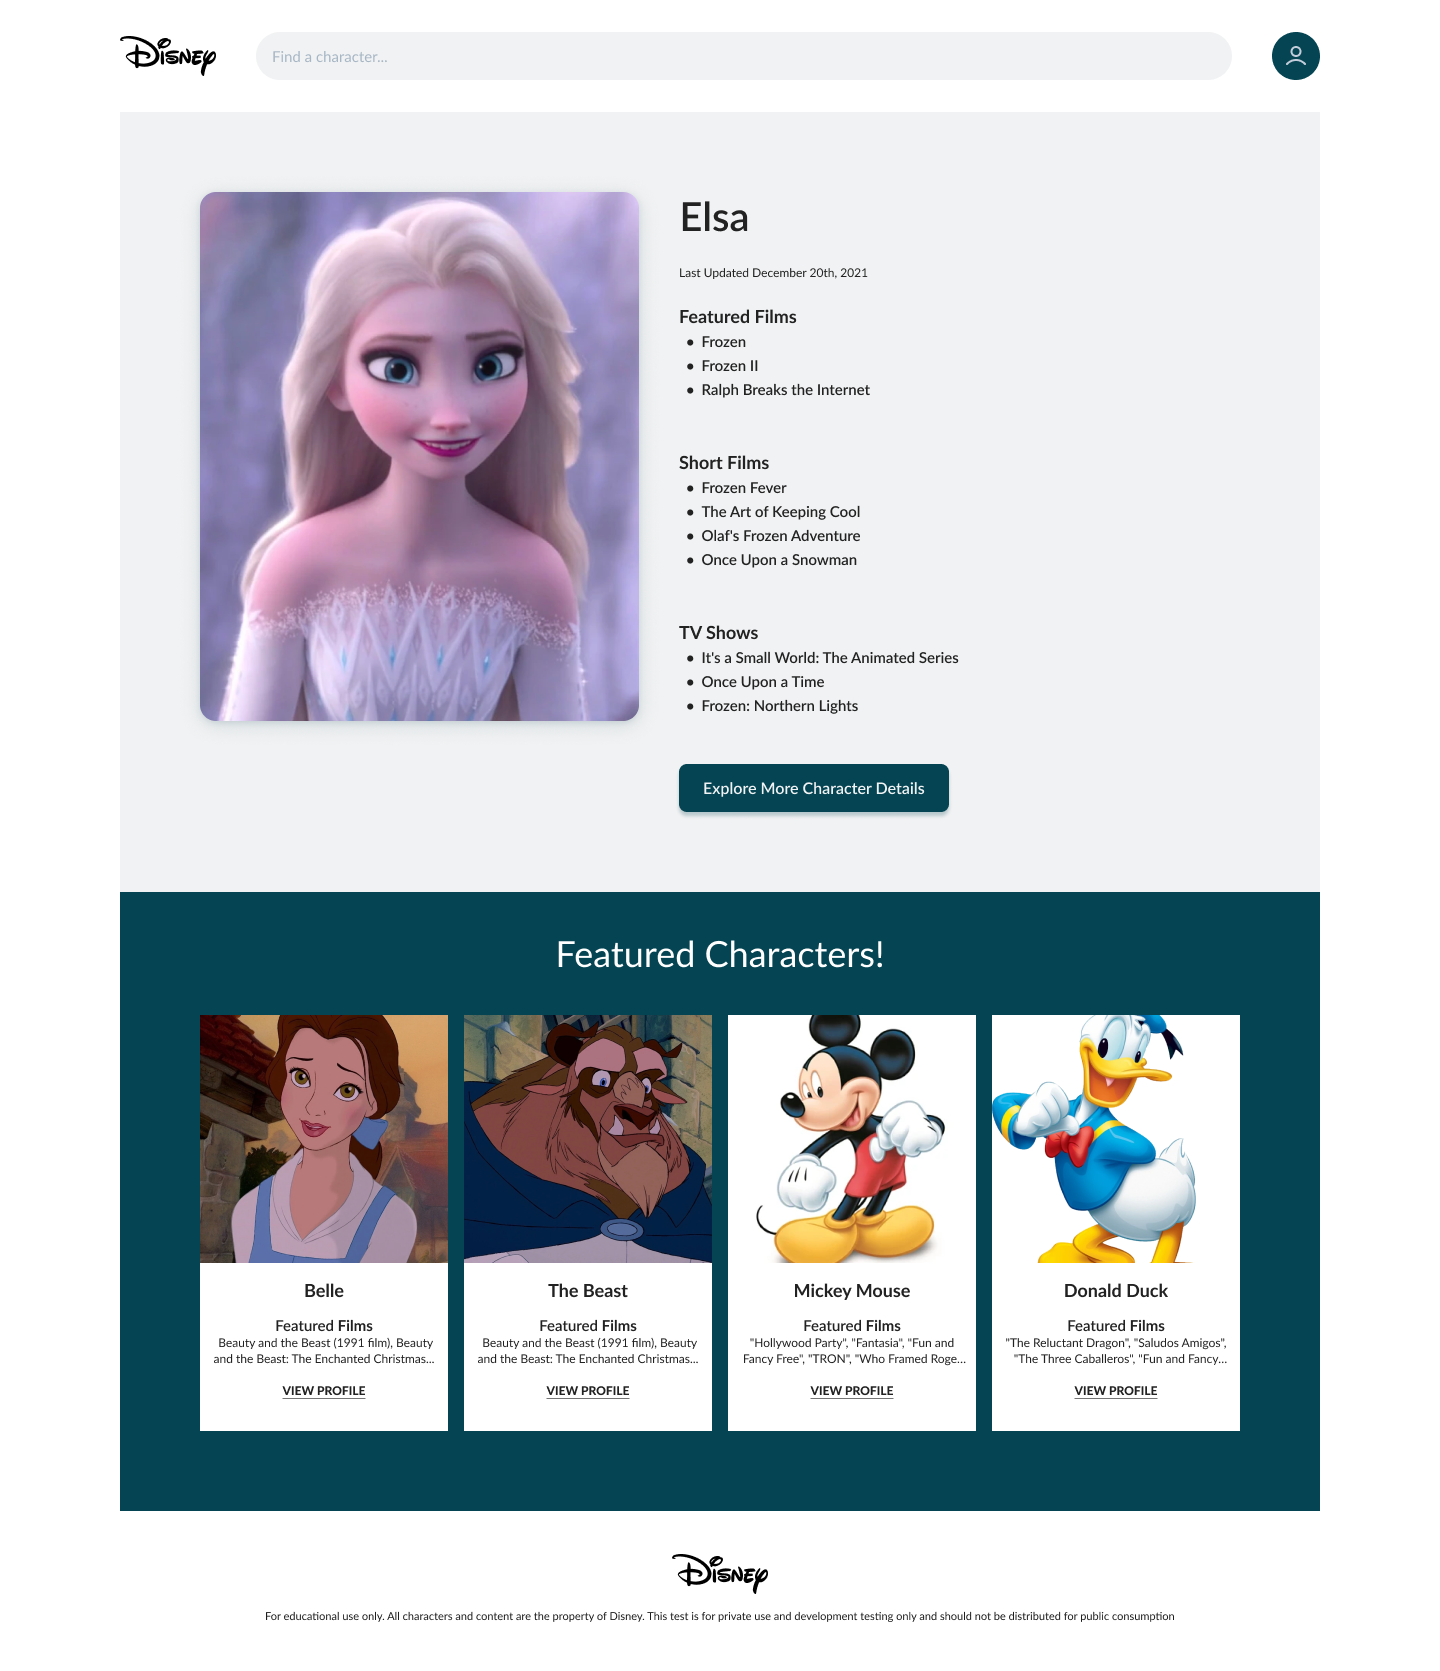 Disney
Find a character...
Elsa
Last Updated December 20th, 2021
Featured Films
• Frozen
• Frozen II
• Ralph Breaks the Internet
Short Films
• Frozen Fever
• The Art of Keeping Cool
• Olaf's Frozen Adventure
• Once Upon a Snowman
TV Shows
• It's a Small World: The Animated Series
• Once Upon a Time
• Frozen: Northern Lights
Explore More Character Details
Featured Characters!
Belle
Featured Films
Beauty and the Beast (1991 film), Beauty
and the Beast: The Enchanted Christmas...
VIEW PROFILE
The Beast
Featured Films
Beauty and the Beast (1991 film), Beauty
and the Beast: The Enchanted Christmas...
VIEW PROFILE
Mickey Mouse
Featured Films
"Hollywood Party", "Fantasia", "Fun and
Fancy Free", "TRON", "Who Framed Roge...
VIEW PROFILE
Donald Duck
Featured Films
"The Reluctant Dragon", "Saludos Amigos",
"The Three Caballeros", "Fun and Fancy...
VIEW PROFILE
Disney
For educational use only. All characters and content are the property of Disney. This test is for private use and development testing only and should not be distributed for public consumption